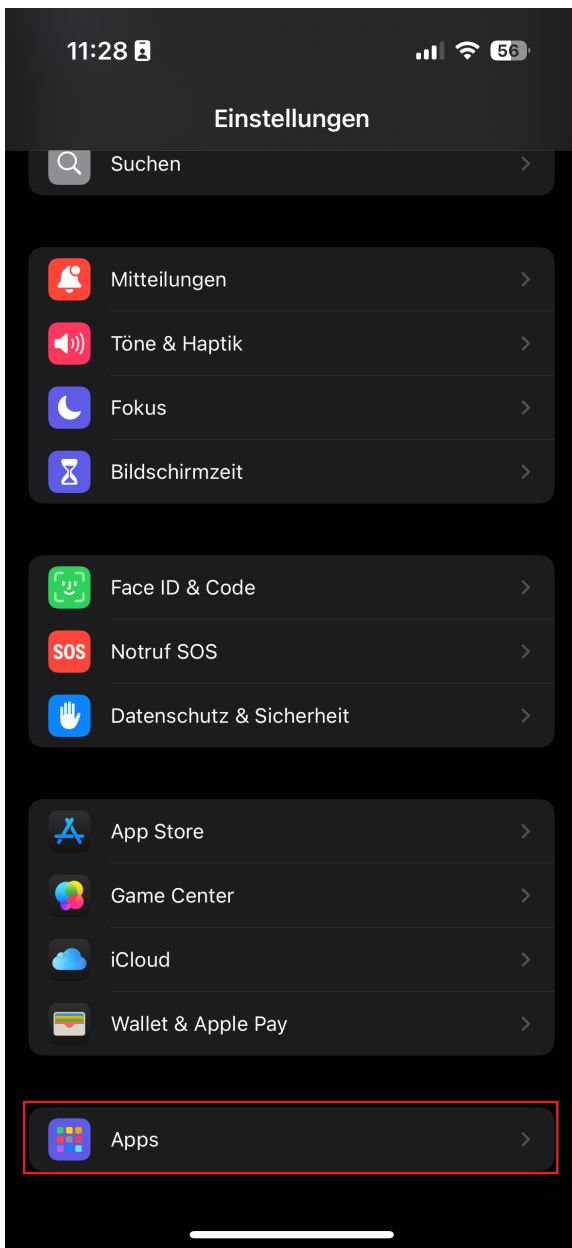 11:28
56
Einstellungen
Suchen
Mitteilungen
Töne & Haptik
Fokus
Bildschirmzeit
Face ID & Code
SOS
Notruf SOS
Datenschutz & Sicherheit
App Store
Game Center
iCloud
Wallet & Apple Pay
Apps